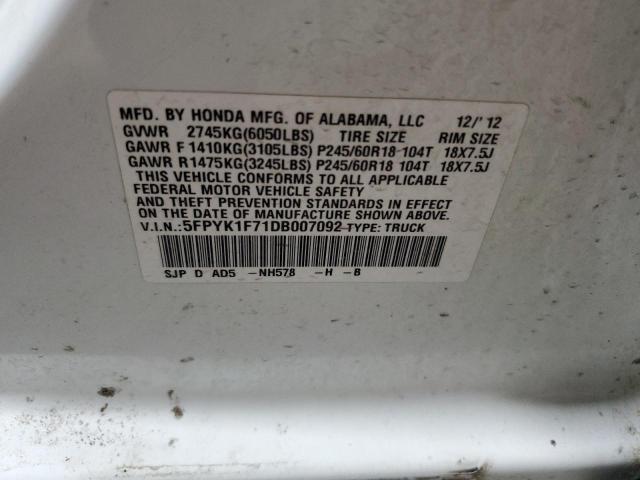 MFD. BY HONDA MFG. OF ALABAMA, LLC 12/'12
GVWR 2745KG(6050LBS) TIRE SIZE RIM SIZE
GAWR F 1410KG(3105LBS) P245/60R18 104T 18X7.5J
GAWR R1475KG(3245LBS) P245/60R18 104T 18X7.5J
THIS VEHICLE CONFORMS TO ALL APPLICABLE
FEDERAL MOTOR VEHICLE SAFETY
AND THEFT PREVENTION STANDARDS IN EFFECT
ON THE DATE OF MANUFACTURE SHOWN ABOVE.
V.I.N.:5FPYK1F71DB007092 TYPE: TRUCK
SJP D AD5 -NH578 -H -B